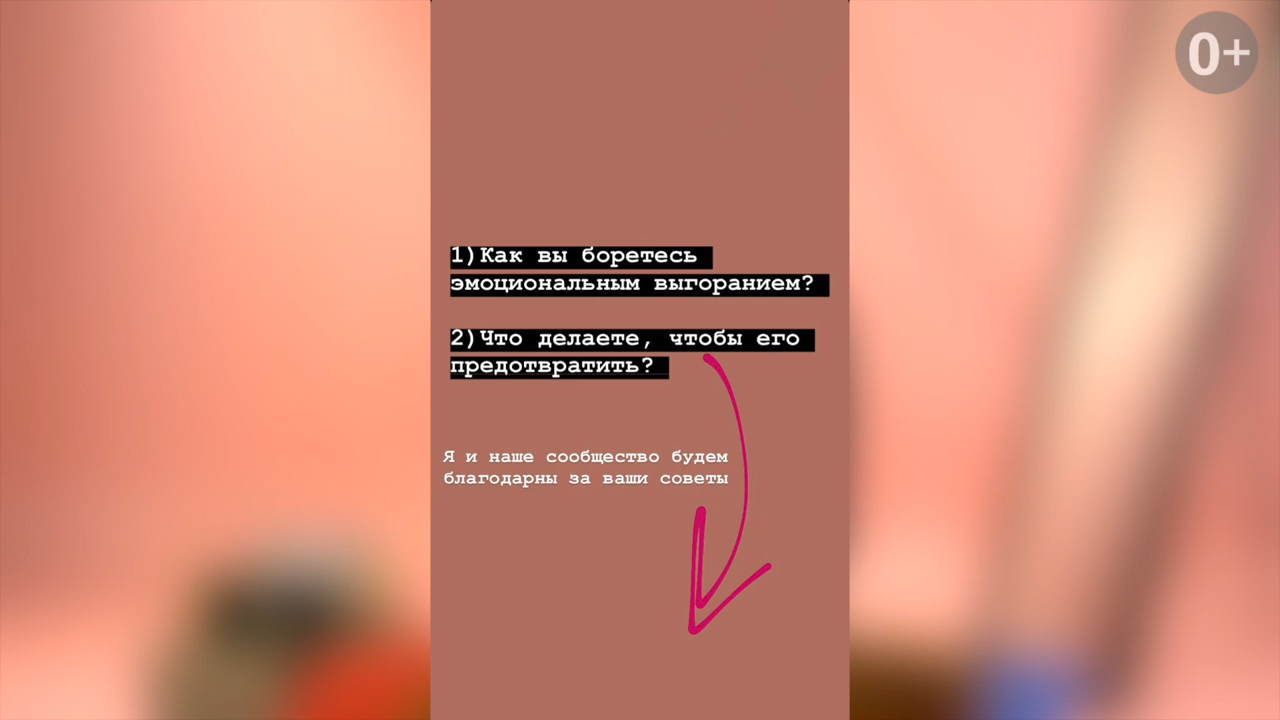 0+
1)Как вы боретесь
эмоциональным выгоранием?
2)Что делаете, чтобы его
предотвратить?
Я и наше сообщество будем
благодарны за ваши советы